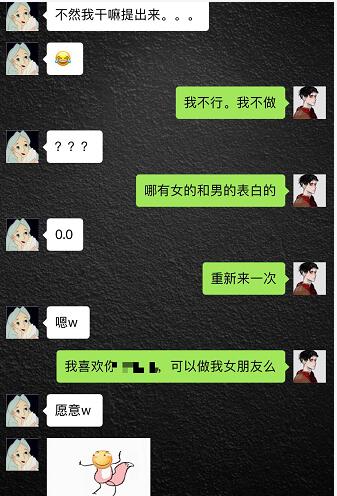 不然我干嘛提出来。。。
我不行。我不做
？？？
哪有女的和男的表白的
0.0
重新来一次
嗯w
我喜欢你 ，可以做我女朋友么
愿意w